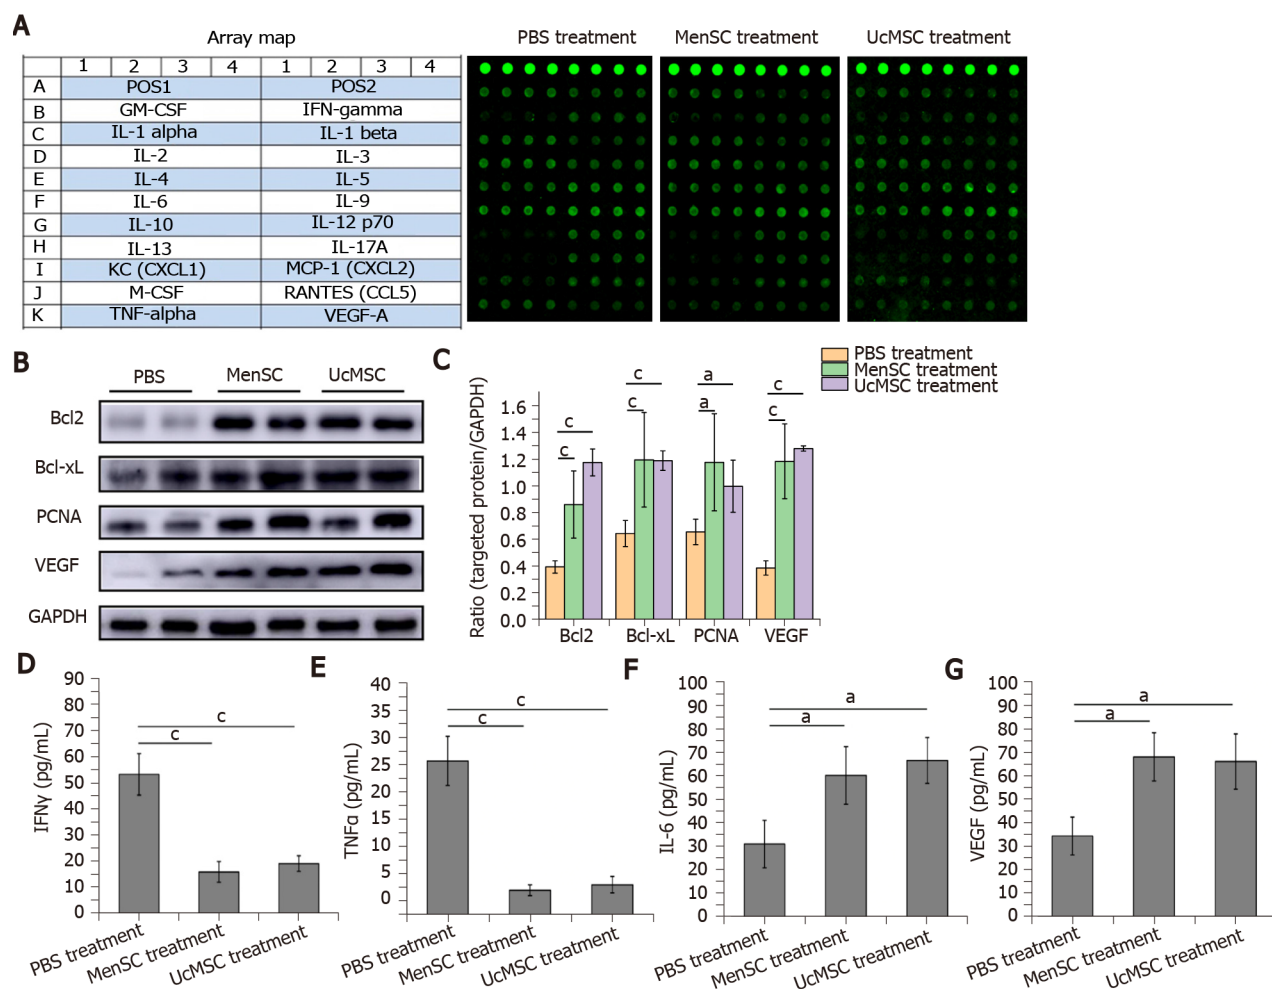 A
Array map
PBS treatment MenSC treatment UcMSC treatment
1 2 3 4 1 2 3 4
A POS1 POS2
B GM-CSF IFN-gamma
C IL-1 alpha IL-1 beta
D IL-2 IL-3
E IL-4 IL-5
F IL-6 IL-9
G IL-10 IL-12 p70
H IL-13 IL-17A
I KC (CXCL1) MCP-1 (CXCL2)
J M-CSF RANTES (CCL5)
K TNF-alpha VEGF-A
B
PBS MenSC UcMSC
Bcl2
Bcl-xL
PCNA
VEGF
GAPDH
C
PBS treatment
MenSC treatment
UcMSC treatment
Ratio (targeted protein/GAPDH)
1.6
1.4
1.2
1.0
0.8
0.6
0.4
0.2
0.0
c c
c c
a a
c c
Bcl2 Bcl-xL PCNA VEGF
D
IFNγ (pg/mL)
90
80
70
60
50
40
30
20
10
0
c
c
PBS treatment
MenSC treatment
UcMSC treatment
E
TNFα (pg/mL)
40
35
30
25
20
15
10
5
0
c
c
PBS treatment
MenSC treatment
UcMSC treatment
F
IL-6 (pg/mL)
100
90
80
70
60
50
40
30
20
10
0
a
a
PBS treatment
MenSC treatment
UcMSC treatment
G
VEGF (pg/mL)
100
90
80
70
60
50
40
30
20
10
0
a
a
PBS treatment
MenSC treatment
UcMSC treatment